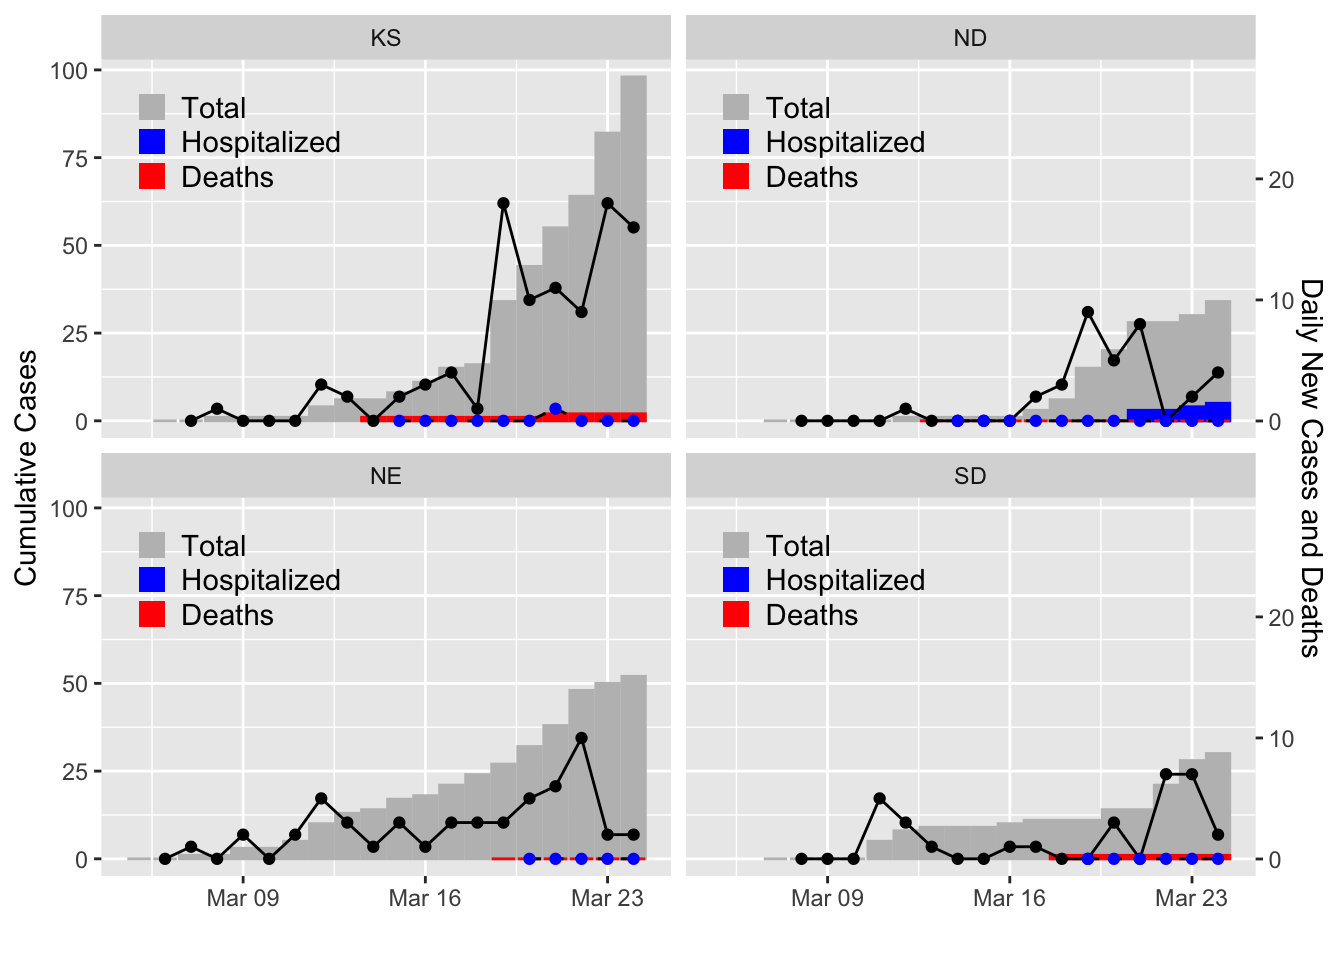 KS
ND
100
75
50
25
0
Total
Hospitalized
Deaths
Total
Hospitalized
Deaths
20
10
0
NE
SD
100
75
50
25
0
Total
Hospitalized
Deaths
Total
Hospitalized
Deaths
20
10
0
Mar 09
Mar 16
Mar 23
Mar 09
Mar 16
Mar 23
Cumulative Cases
Daily New Cases and Deaths